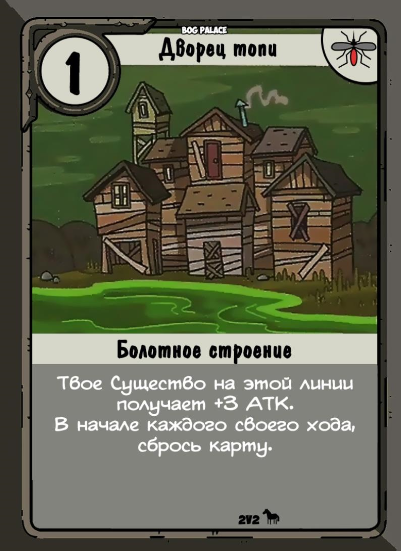 BOG PALACE
Дворец топи
1
Болотное строение
Твое Существо на этой линии
получает +3 АТК.
В начале каждого своего хода,
сбрось карту.
2V2